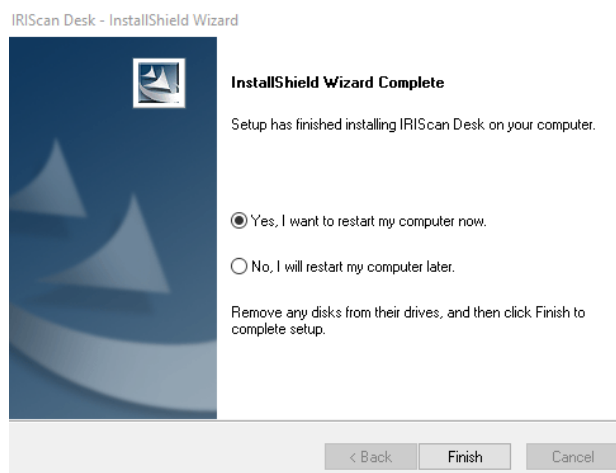 IRIScan Desk - InstallShield Wizard
InstallShield Wizard Complete
Setup has finished installing IRIScan Desk on your computer.
Yes, I want to restart my computer now.
No, I will restart my computer later.
Remove any disks from their drives, and then click Finish to
complete setup.
< Back
Finish
Cancel